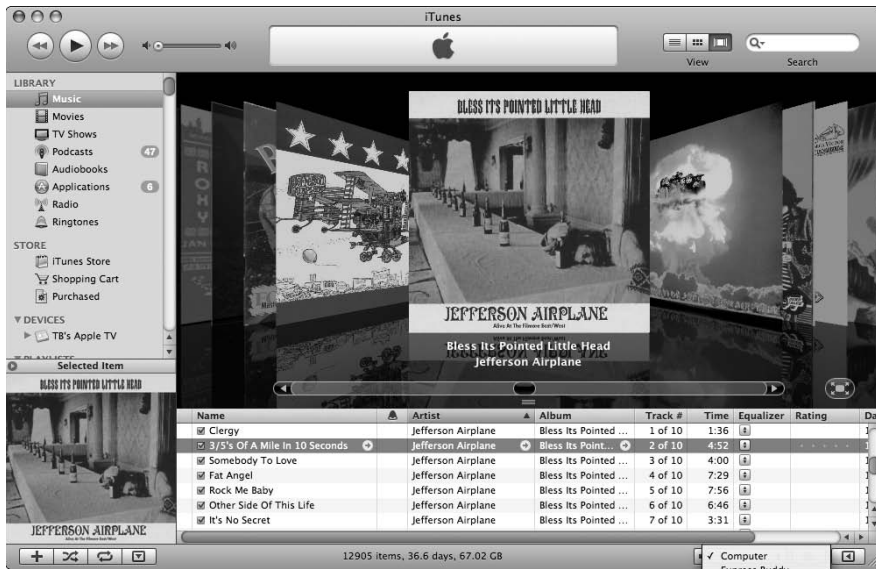 iTunes
View
Search
LIBRARY
Music
Movies
TV Shows
Podcasts 47
Audiobooks
Applications 6
Radio
Ringtones
STORE
iTunes Store
Shopping Cart
Purchased
DEVICES
TB's Apple TV
Selected Item
BLESS ITS POINTED LITTLE HEAD
JEFFERSON AIRPLANE
BLESS ITS POINTED LITTLE HEAD
JEFFERSON AIRPLANE
Alive At The Fillmore East/West
Bless Its Pointed Little Head
Jefferson Airplane
Name Artist Album Track # Time Equalizer Rating Da
Clergy Jefferson Airplane Bless Its Pointed ... 1 of 10 1:36
3/5's Of A Mile In 10 Seconds Jefferson Airplane Bless Its Point... 2 of 10 4:52
Somebody To Love Jefferson Airplane Bless Its Pointed ... 3 of 10 4:00
Fat Angel Jefferson Airplane Bless Its Pointed ... 4 of 10 7:29
Rock Me Baby Jefferson Airplane Bless Its Pointed ... 5 of 10 7:56
Other Side Of This Life Jefferson Airplane Bless Its Pointed ... 6 of 10 6:46
It's No Secret Jefferson Airplane Bless Its Pointed ... 7 of 10 3:31
12905 items, 36.6 days, 67.02 GB
Computer